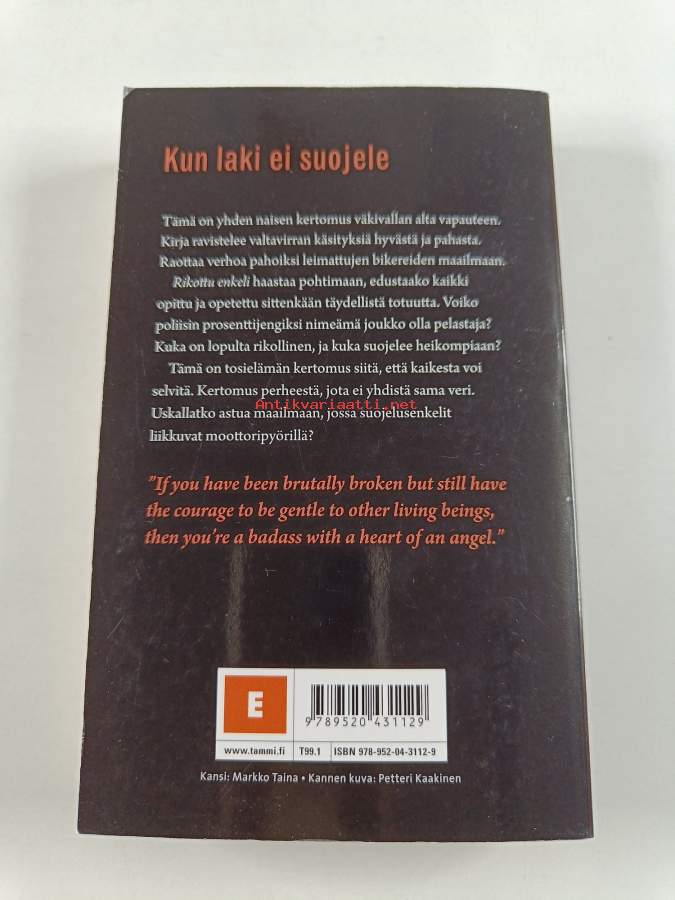 Kun laki ei suojele
Tämä on yhden naisen kertomus väkivallan alta vapauteen.
Kirja ravistelee valtavirran käsityksiä hyvästä ja pahasta.
Raottaa verhoa pahoiksi leimattujen bikereiden maailmaan.
Rikottu enkeli haastaa pohtimaan, edustaako kaikki
opittu ja opetettu sittenkään täydellistä totuutta. Voiko
poliisin prosenttijengiksi nimeämä joukko olla pelastaja?
Kuka on lopulta rikollinen, ja kuka suojelee heikompiaan?
Tämä on tosielämän kertomus siitä, että kaikesta voi
selvitä. Kertomus perheestä, jota ei yhdistä sama veri.
Antikvariaatti.net
Uskallatko astua maailmaan, jossa suojelusenkelit
liikkuvat moottoripyörillä?
"If you have been brutally broken but still have
the courage to be gentle to other living beings,
then you're a badass with a heart of an angel."
E
9 789520 431129
www.tammi.fi T99.1 ISBN 978-952-04-3112-9
Kansi: Markko Taina • Kannen kuva: Petteri Kaakinen